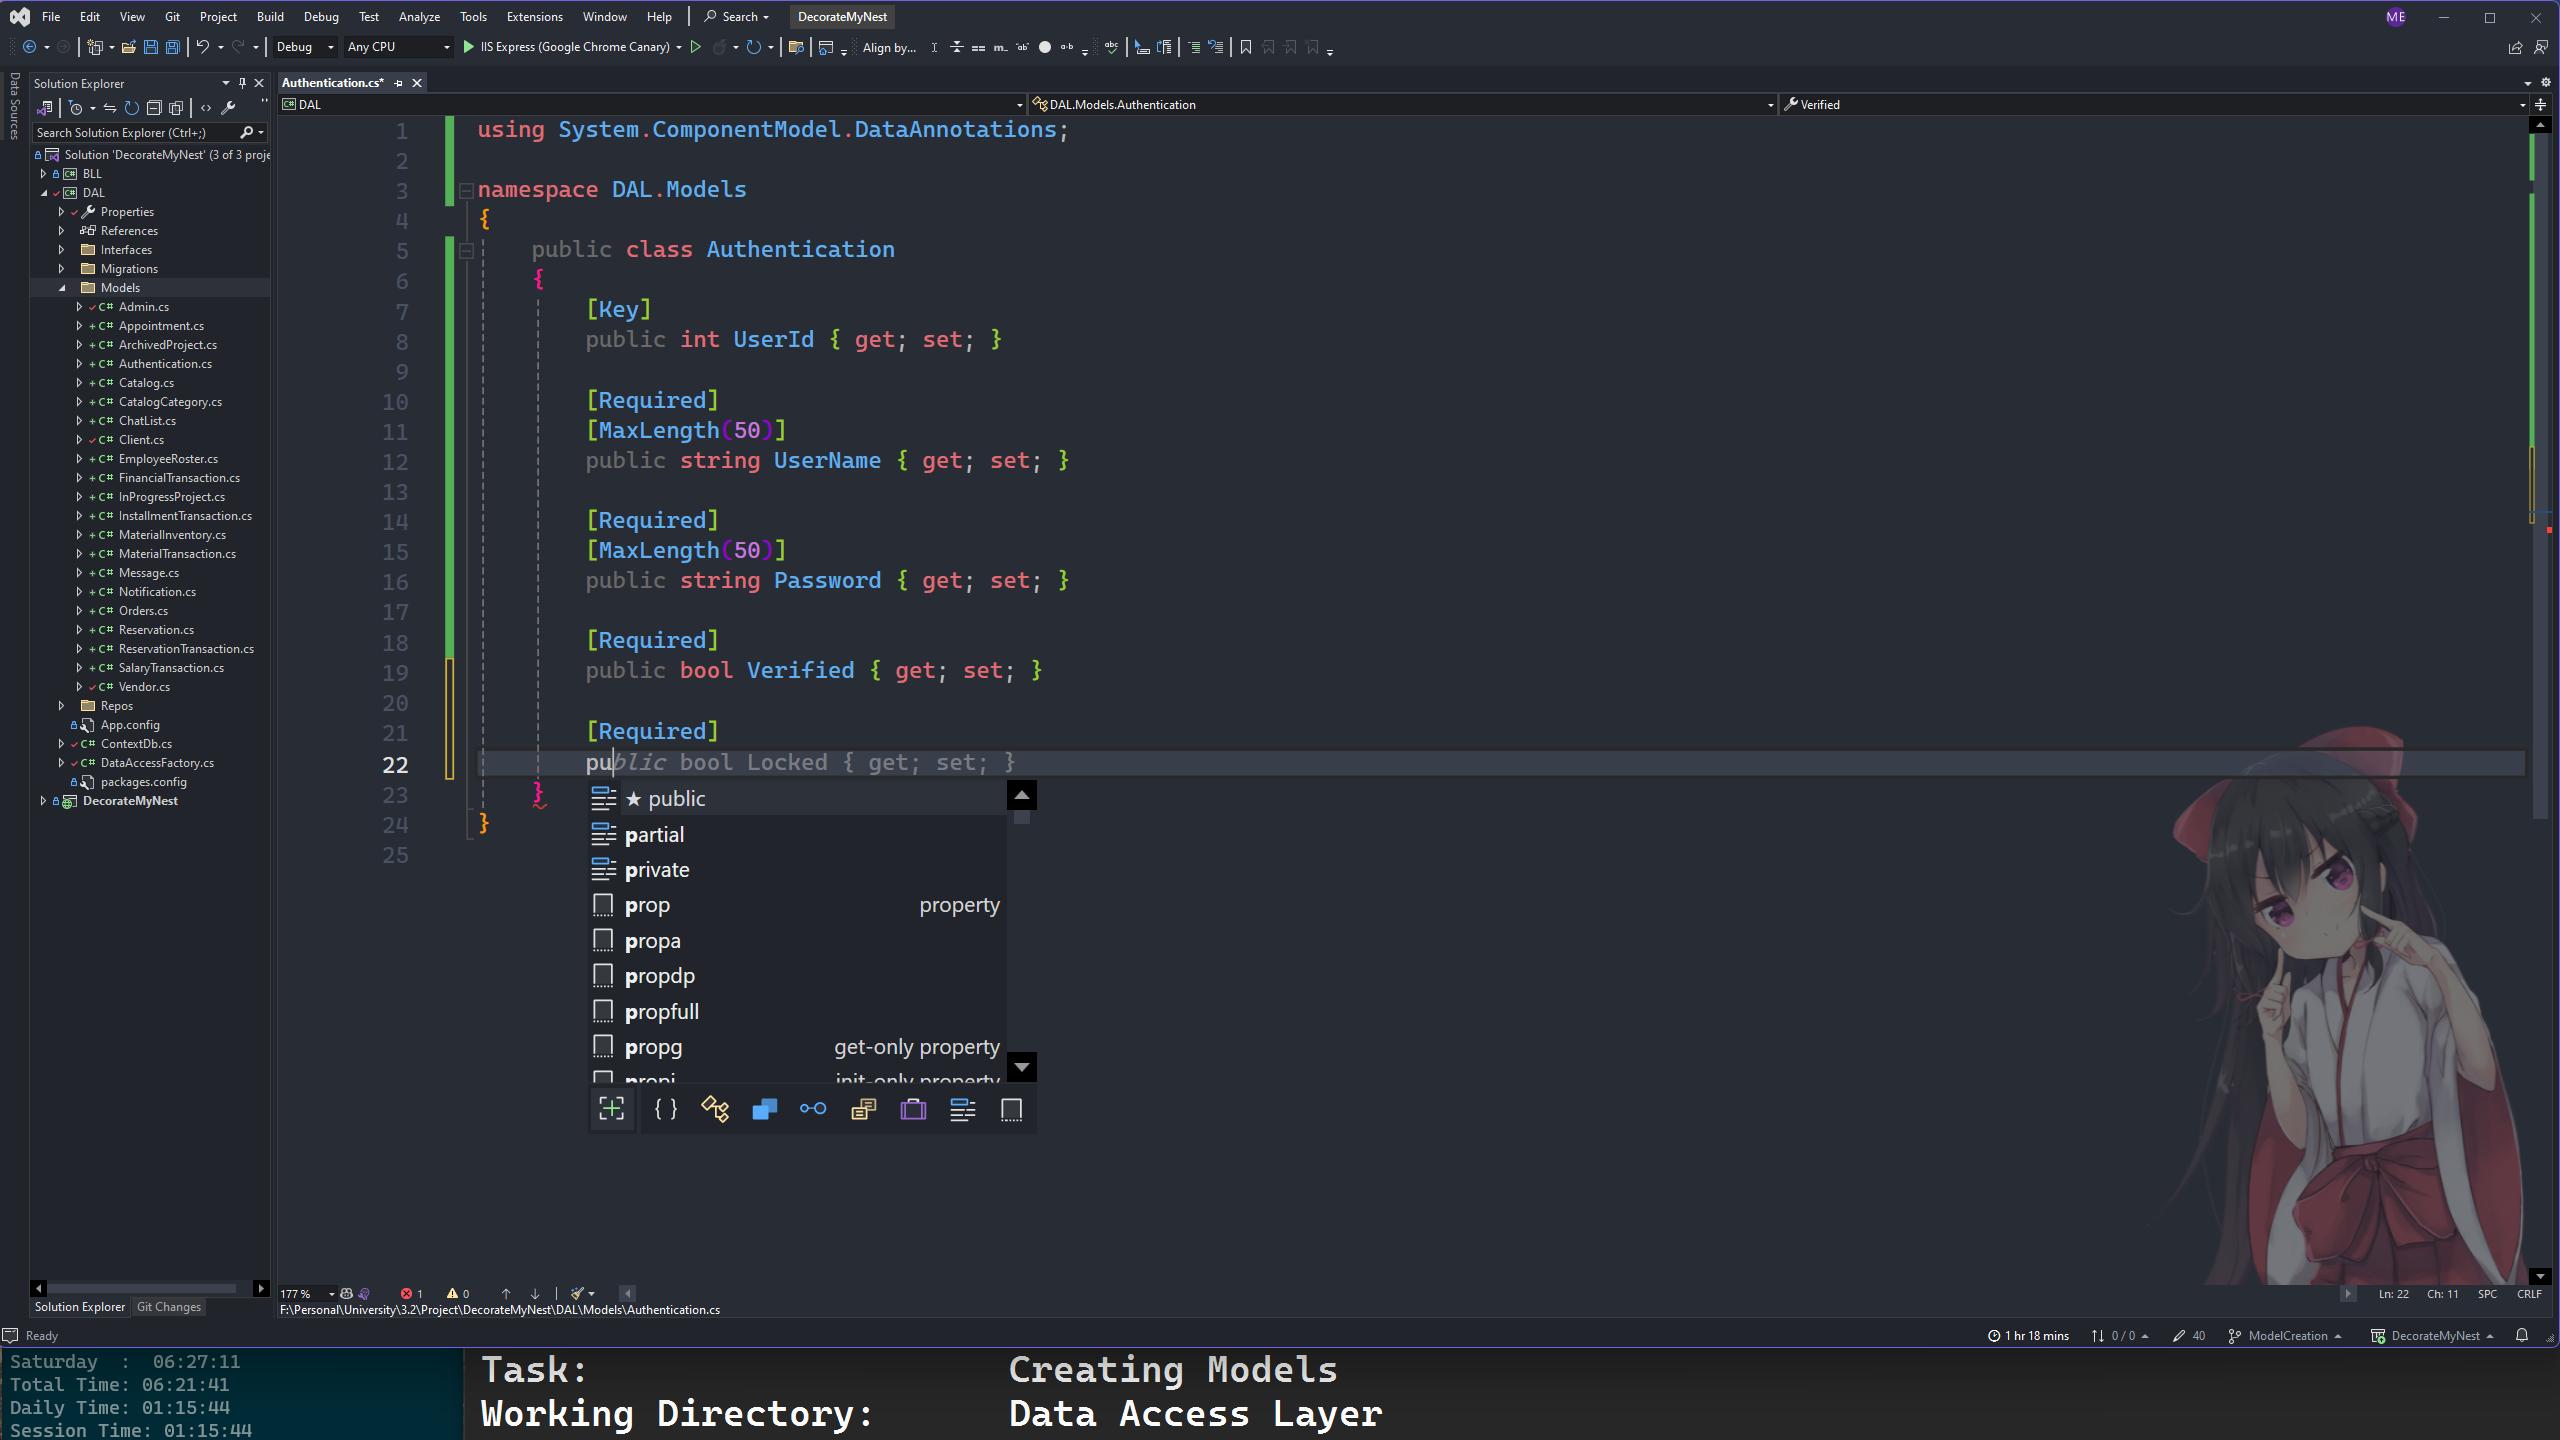 File Edit View Git Project Build Debug Test Analyze Tools Extensions Window Help Search DecorateMyNest ME
Debug Any CPU IIS Express (Google Chrome Canary) Align by...
Data Sources
Solution Explorer
Search Solution Explorer (Ctrl+;)
Solution 'DecorateMyNest' (3 of 3 proje
BLL
DAL
Properties
References
Interfaces
Migrations
Models
C# Admin.cs
C# Appointment.cs
C# ArchivedProject.cs
C# Authentication.cs
C# Catalog.cs
C# CatalogCategory.cs
C# ChatList.cs
C# Client.cs
C# EmployeeRoster.cs
C# FinancialTransaction.cs
C# InProgressProject.cs
C# InstallmentTransaction.cs
C# MaterialInventory.cs
C# MaterialTransaction.cs
C# Message.cs
C# Notification.cs
C# Orders.cs
C# Reservation.cs
C# ReservationTransaction.cs
C# SalaryTransaction.cs
C# Vendor.cs
Repos
App.config
C# ContextDb.cs
C# DataAccessFactory.cs
packages.config
DecorateMyNest
Solution Explorer Git Changes
Authentication.cs*
DAL DAL.Models.Authentication Verified
1 using System.ComponentModel.DataAnnotations;
2
3 namespace DAL.Models
4 {
5 public class Authentication
6 {
7 [Key]
8 public int UserId { get; set; }
9
10 [Required]
11 [MaxLength(50)]
12 public string UserName { get; set; }
13
14 [Required]
15 [MaxLength(50)]
16 public string Password { get; set; }
17
18 [Required]
19 public bool Verified { get; set; }
20
21 [Required]
22 public bool Locked { get; set; }
23 }
24 }
25
★ public
partial
private
prop property
propa
propdp
propfull
propg get-only property
propi init-only property
177 % 1 0 Ln: 22 Ch: 11 SPC CRLF
F:\Personal\University\3.2\Project\DecorateMyNest\DAL\Models\Authentication.cs
Ready 1 hr 18 mins 0 / 0 40 ModelCreation DecorateMyNest
Saturday : 06:27:11
Total Time: 06:21:41
Daily Time: 01:15:44
Session Time: 01:15:44
Task: Creating Models
Working Directory: Data Access Layer